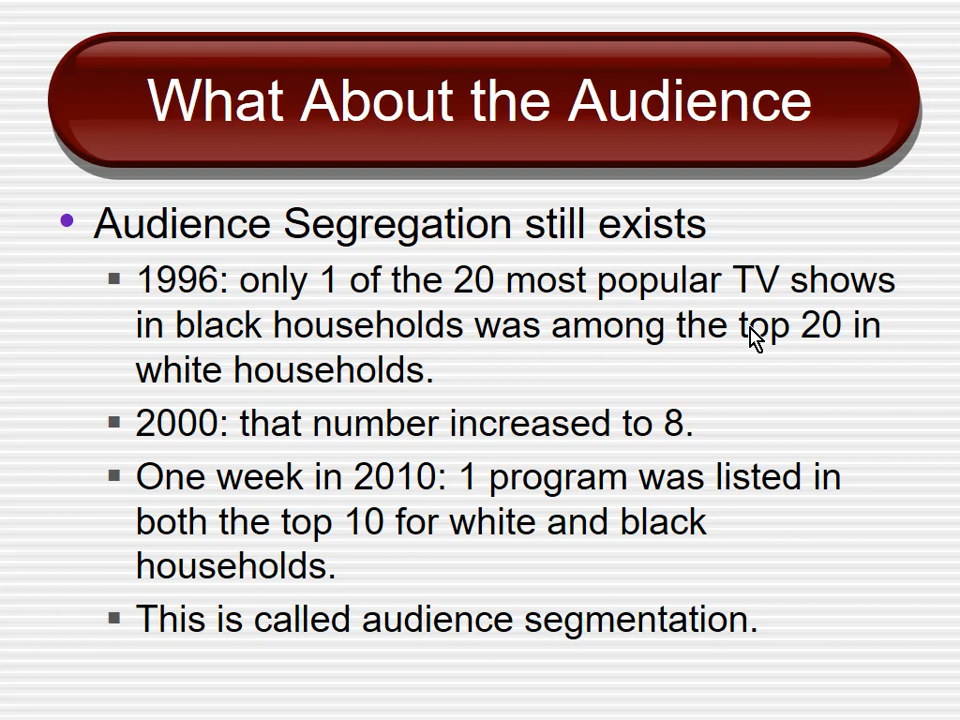 What About the Audience
• Audience Segregation still exists
▪ 1996: only 1 of the 20 most popular TV shows
in black households was among the top 20 in
white households.
▪ 2000: that number increased to 8.
▪ One week in 2010: 1 program was listed in
both the top 10 for white and black
households.
▪ This is called audience segmentation.